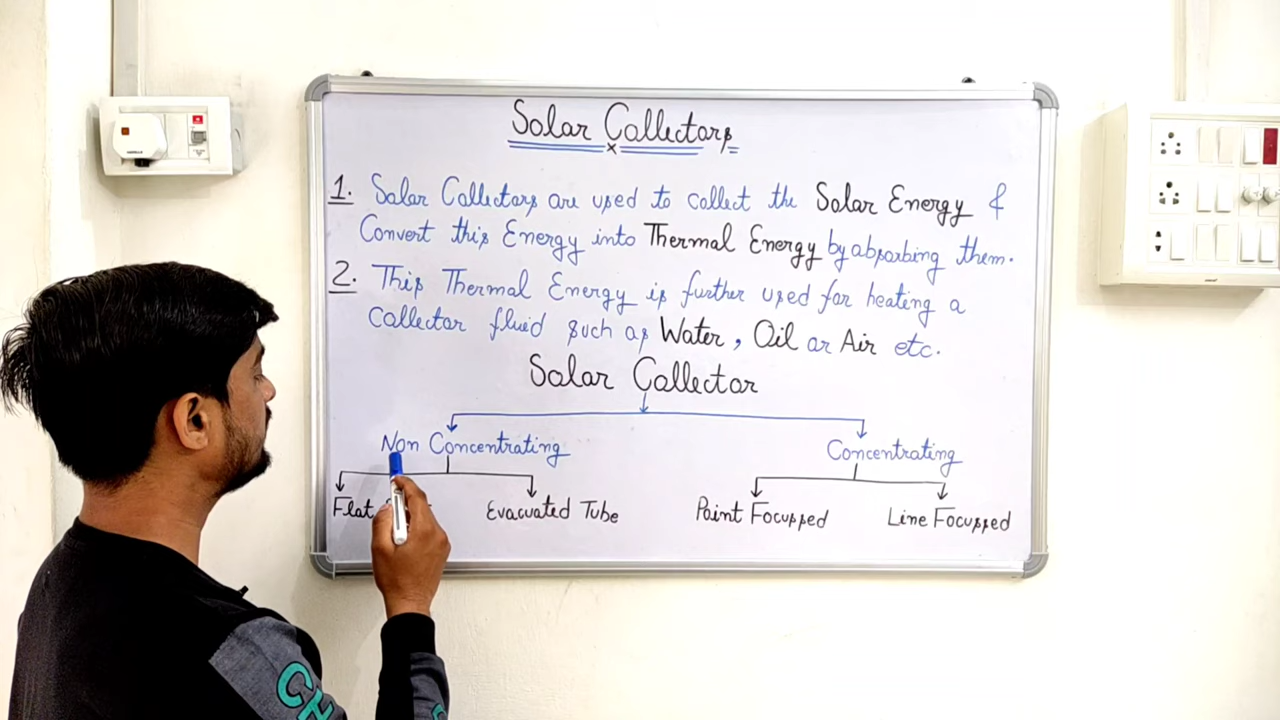 Solar Collectors
1. Solar Collectors are used to collect the Solar Energy &
Convert this Energy into Thermal Energy by absorbing them.
2. This Thermal Energy is further used for heating a
Collector fluid such as Water, Oil or Air etc.
Solar Collector
Non Concentrating Concentrating
Flat Evacuated Tube Point Focussed Line Focussed
CH